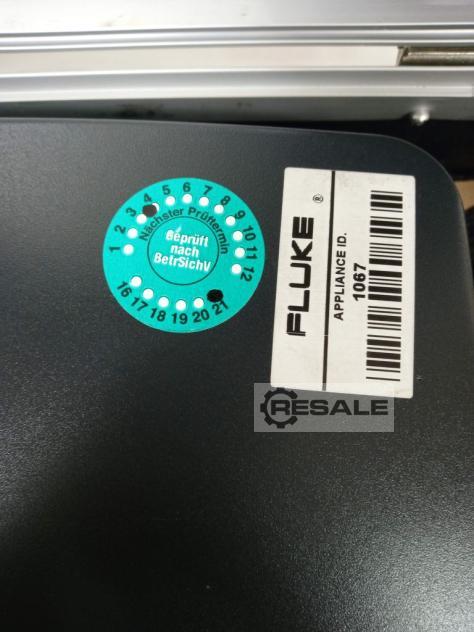 1 2 3 4 5 6 7 8 9 10 11 12
Nächster Prüftermin
Geprüft
nach
BetrSichV
16 17 18 19 20 21
FLUKE ®
APPLIANCE ID.
1067
RESALE